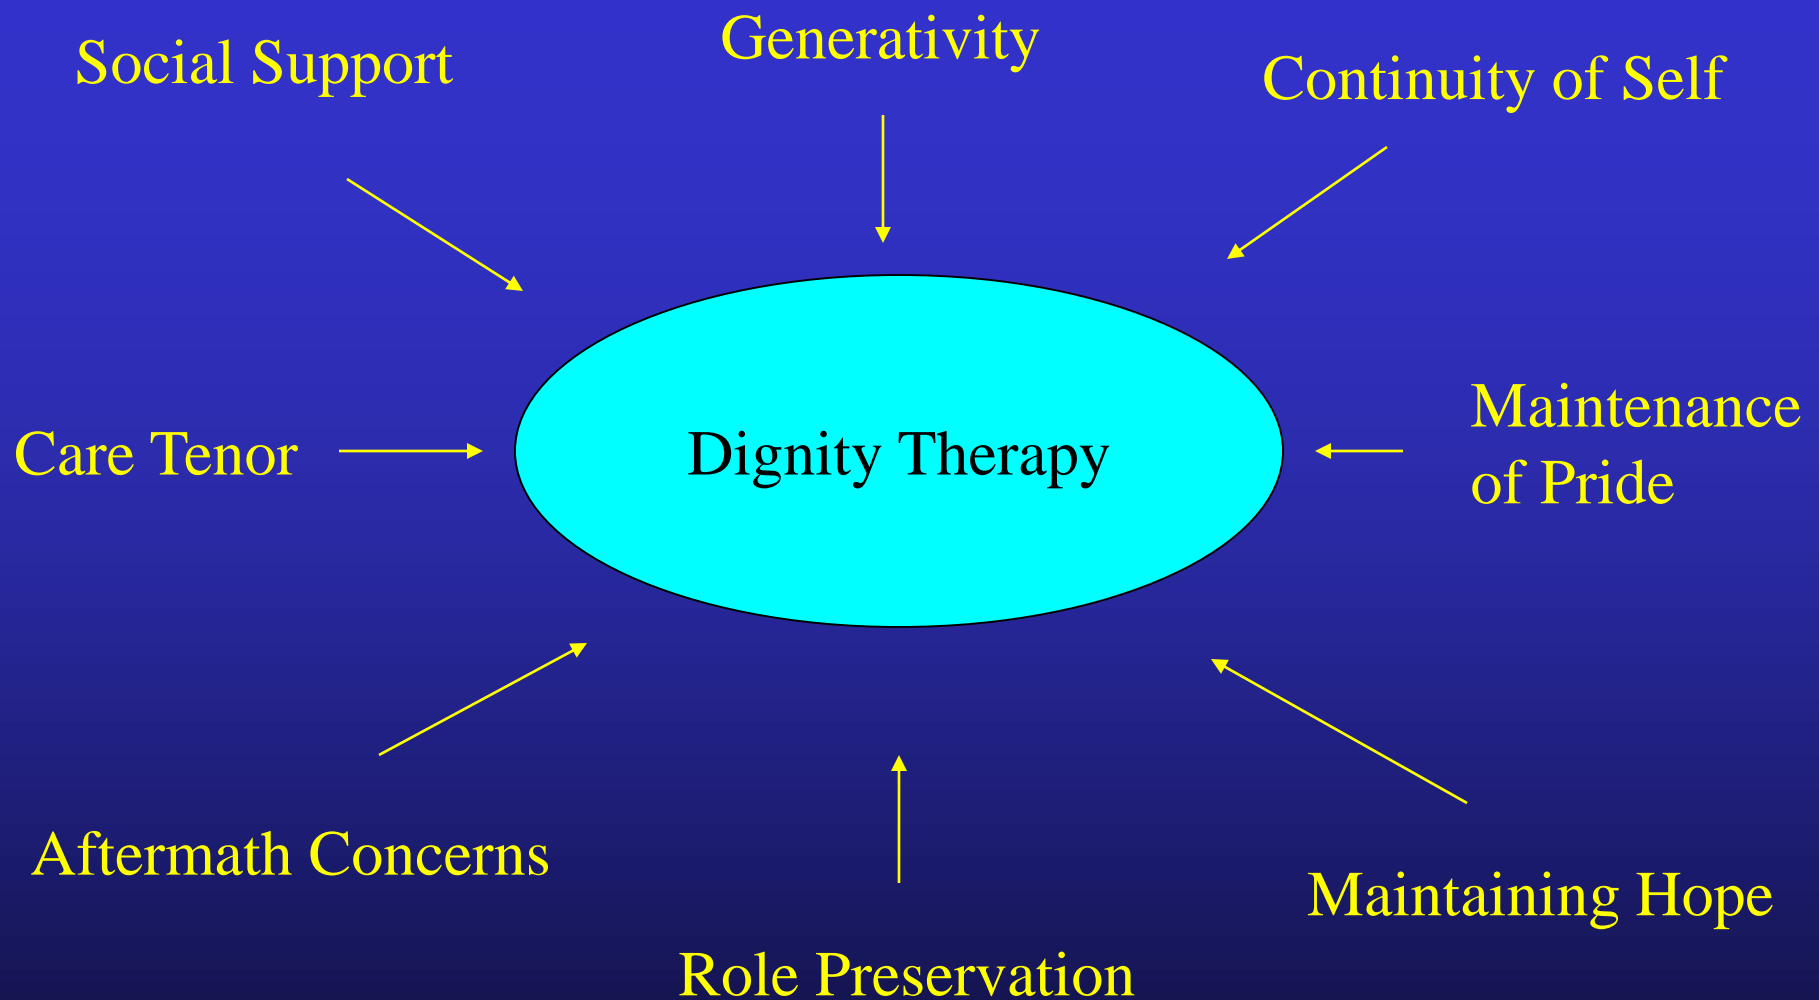 Generativity
Social Support
Continuity of Self
Maintenance
of Pride
Care Tenor
Dignity Therapy
Aftermath Concerns
Maintaining Hope
Role Preservation